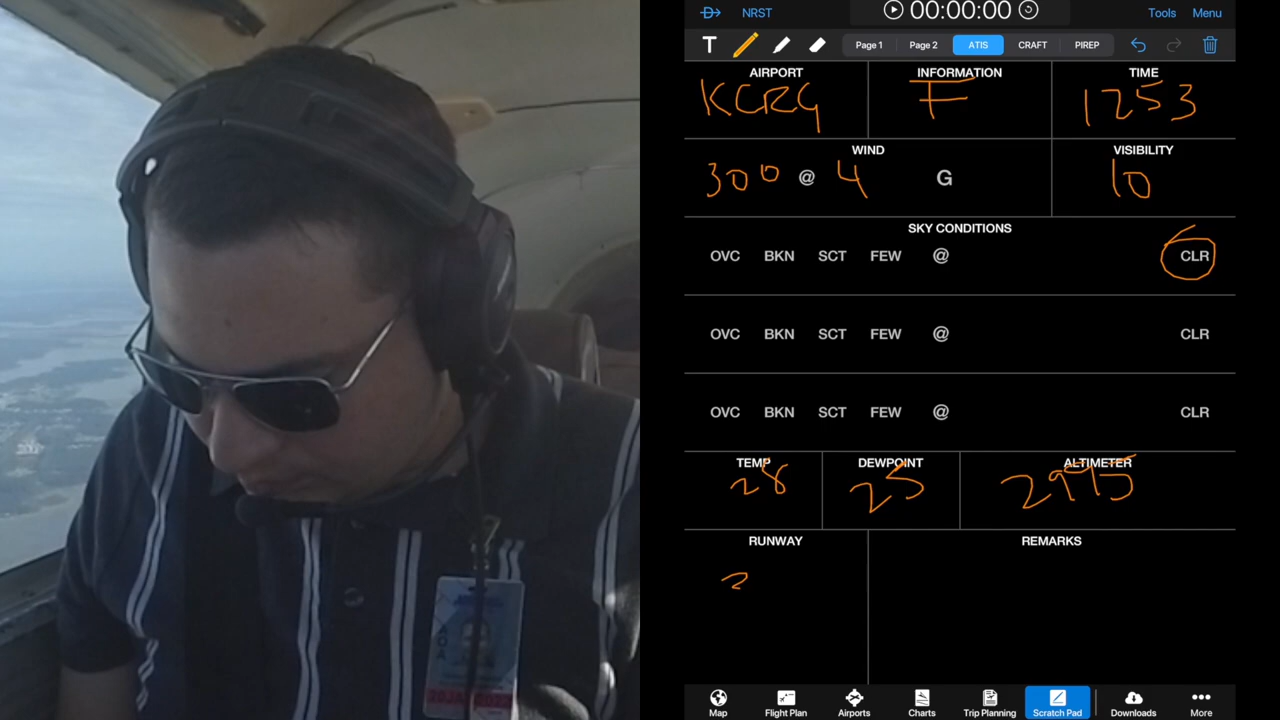 NRST 00:00:00 Tools Menu
T Page 1 Page 2 ATIS CRAFT PIREP
AIRPORT INFORMATION TIME
KCRG F 1253
WIND VISIBILITY
300 @ 4 G 10
SKY CONDITIONS
OVC BKN SCT FEW @ CLR
OVC BKN SCT FEW @ CLR
OVC BKN SCT FEW @ CLR
TEMP DEWPOINT ALTIMETER
28 25 2995
RUNWAY REMARKS
2
Map Flight Plan Airports Charts Trip Planning Scratch Pad Downloads More
AOA